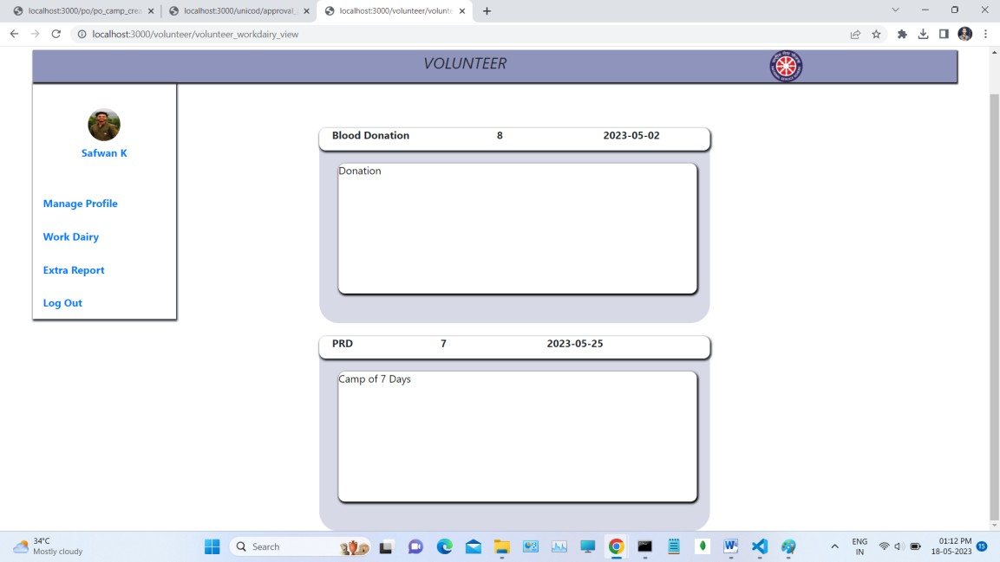 localhost:3000/po/po_camp_crea
localhost:3000/unicod/approval_
localhost:3000/volunteer/volunte
localhost:3000/volunteer/volunteer_workdairy_view
VOLUNTEER
Safwan K
Manage Profile
Work Dairy
Extra Report
Log Out
Blood Donation 8 2023-05-02
Donation
PRD 7 2023-05-25
Camp of 7 Days
34°C
Mostly cloudy
Search
ENG
IN
01:12 PM
18-05-2023
15